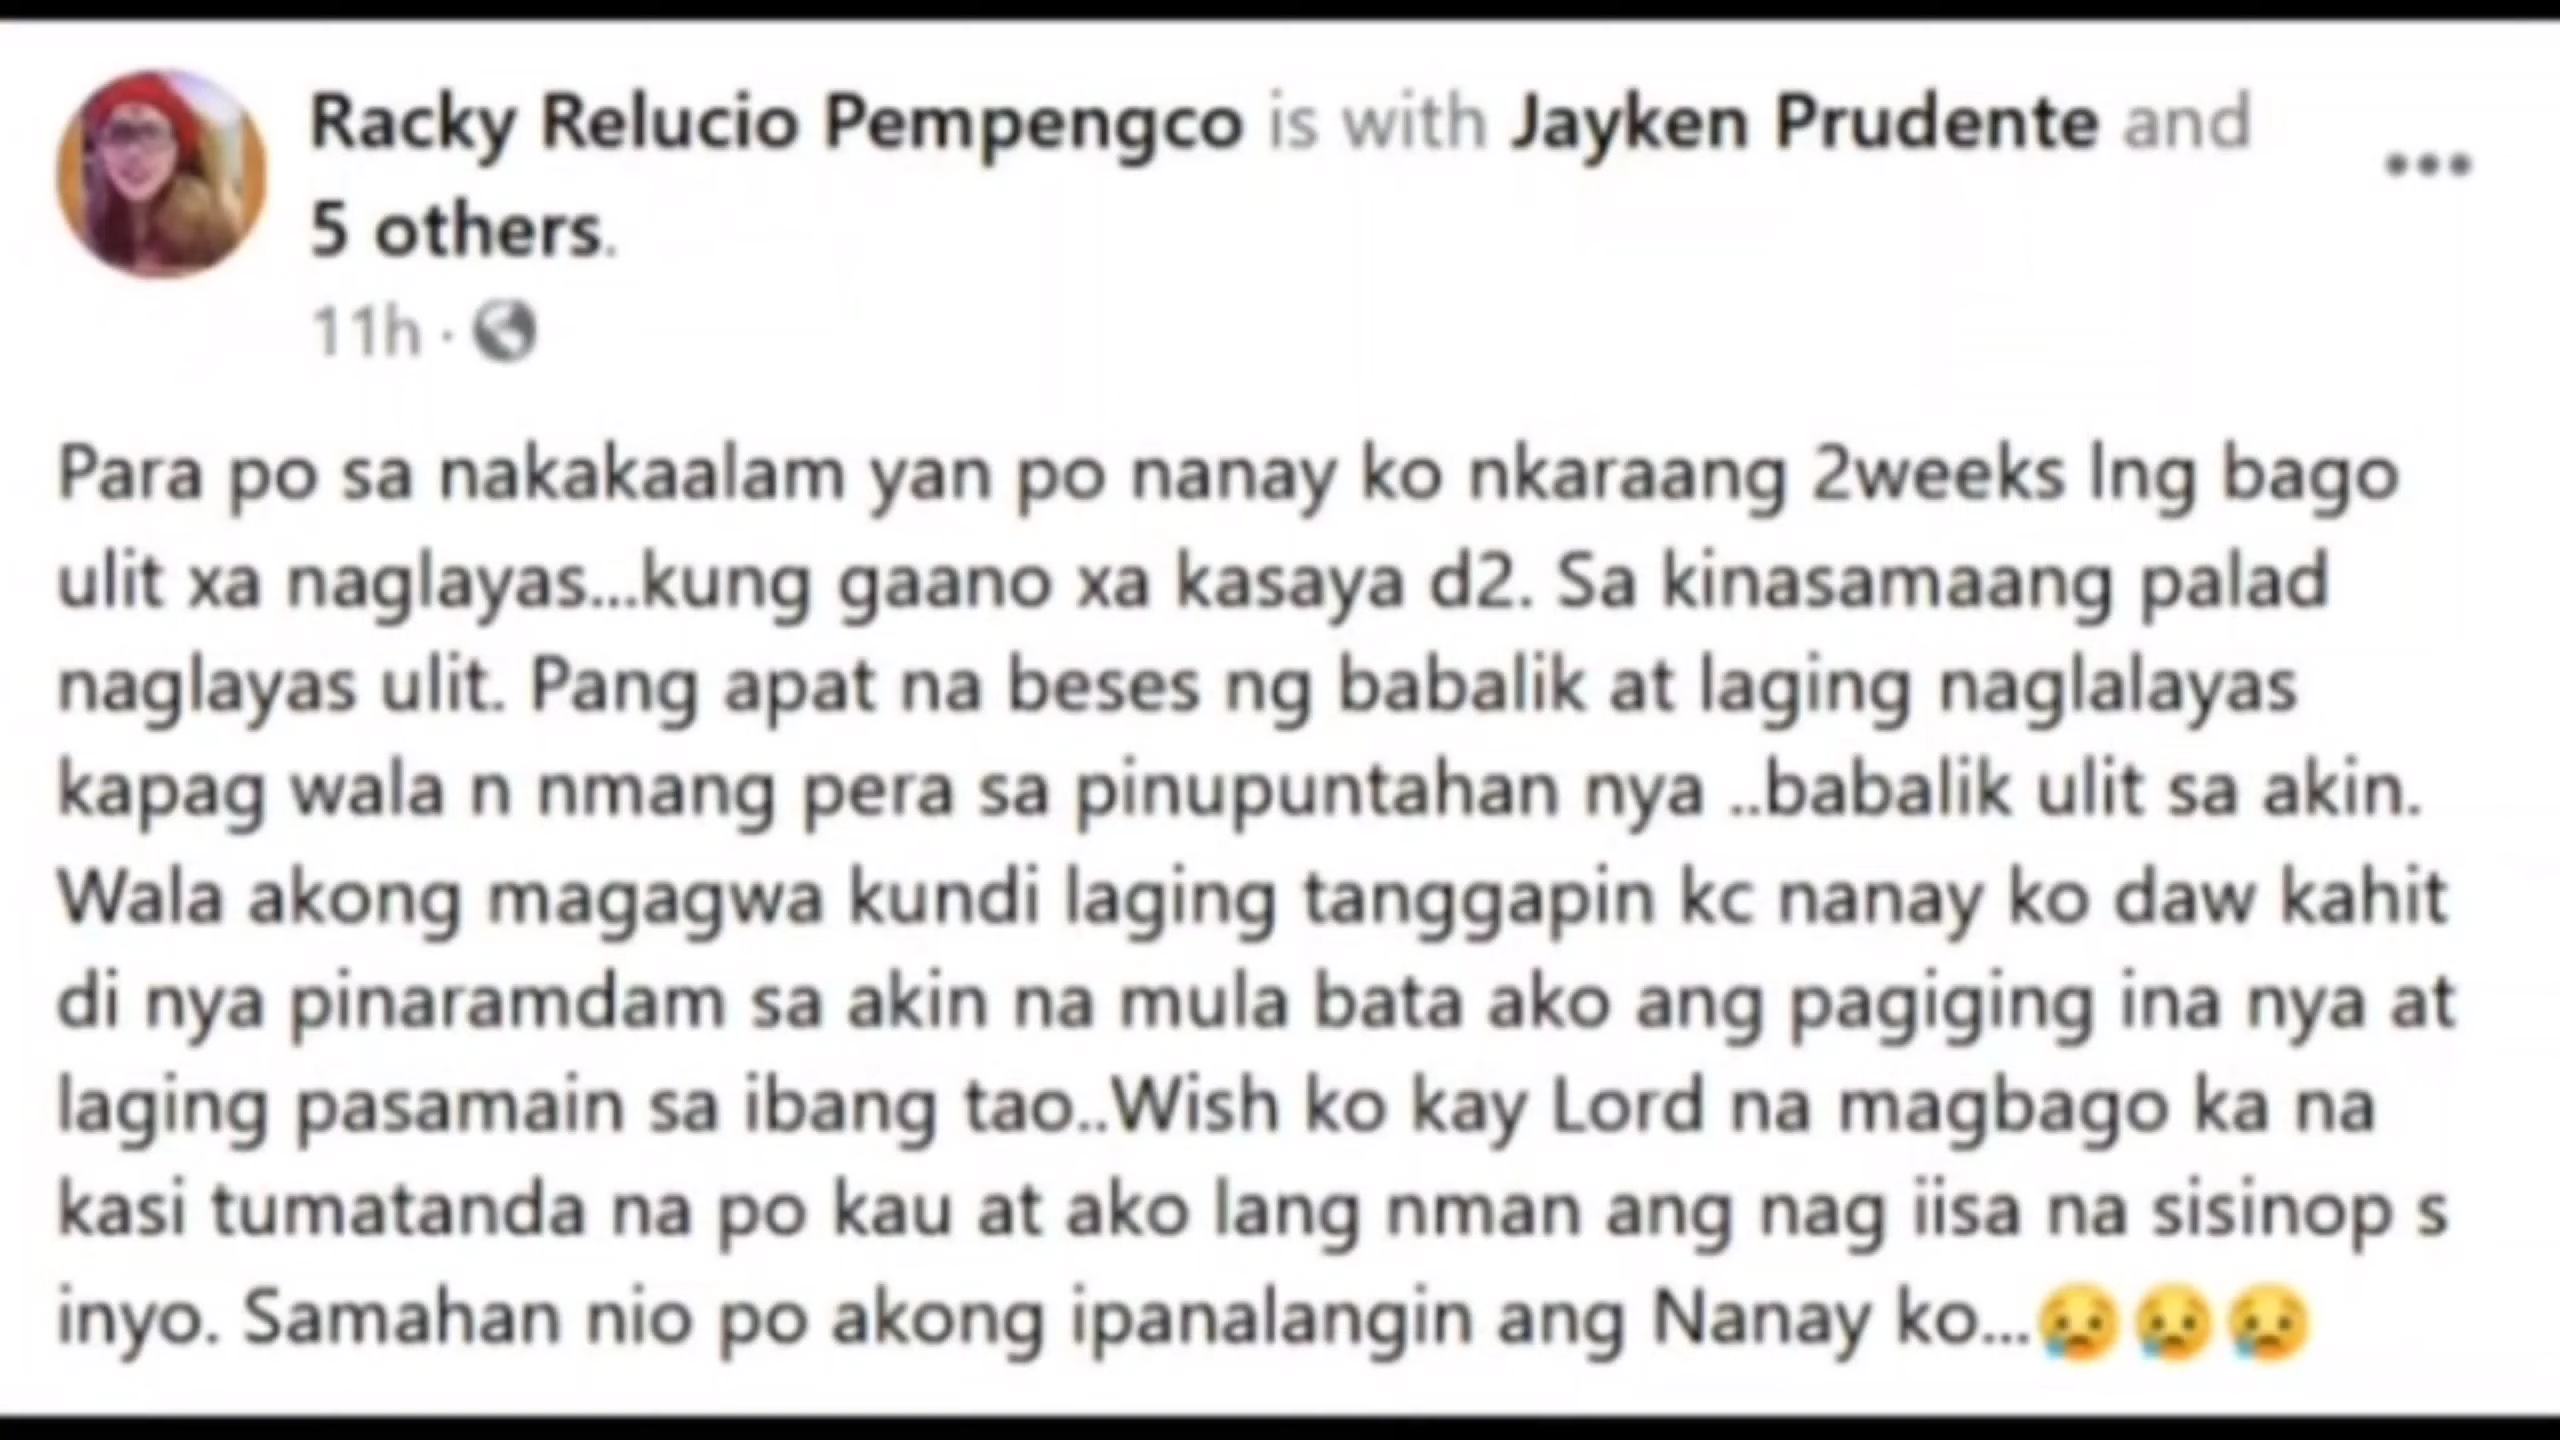 Racky Relucio Pempengco is with Jayken Prudente and
5 others.
11h ·
Para po sa nakakaalam yan po nanay ko nkaraang 2weeks lng bago
ulit xa naglayas...kung gaano xa kasaya d2. Sa kinasamaang palad
naglayas ulit. Pang apat na beses ng babalik at laging naglalayas
kapag wala n nmang pera sa pinupuntahan nya ..babalik ulit sa akin.
Wala akong magagwa kundi laging tanggapin kc nanay ko daw kahit
di nya pinaramdam sa akin na mula bata ako ang pagiging ina nya at
laging pasamain sa ibang tao..Wish ko kay Lord na magbago ka na
kasi tumatanda na po kau at ako lang nman ang nag iisa na sisinop s
inyo. Samahan nio po akong ipanalangin ang Nanay ko...😥😥😥